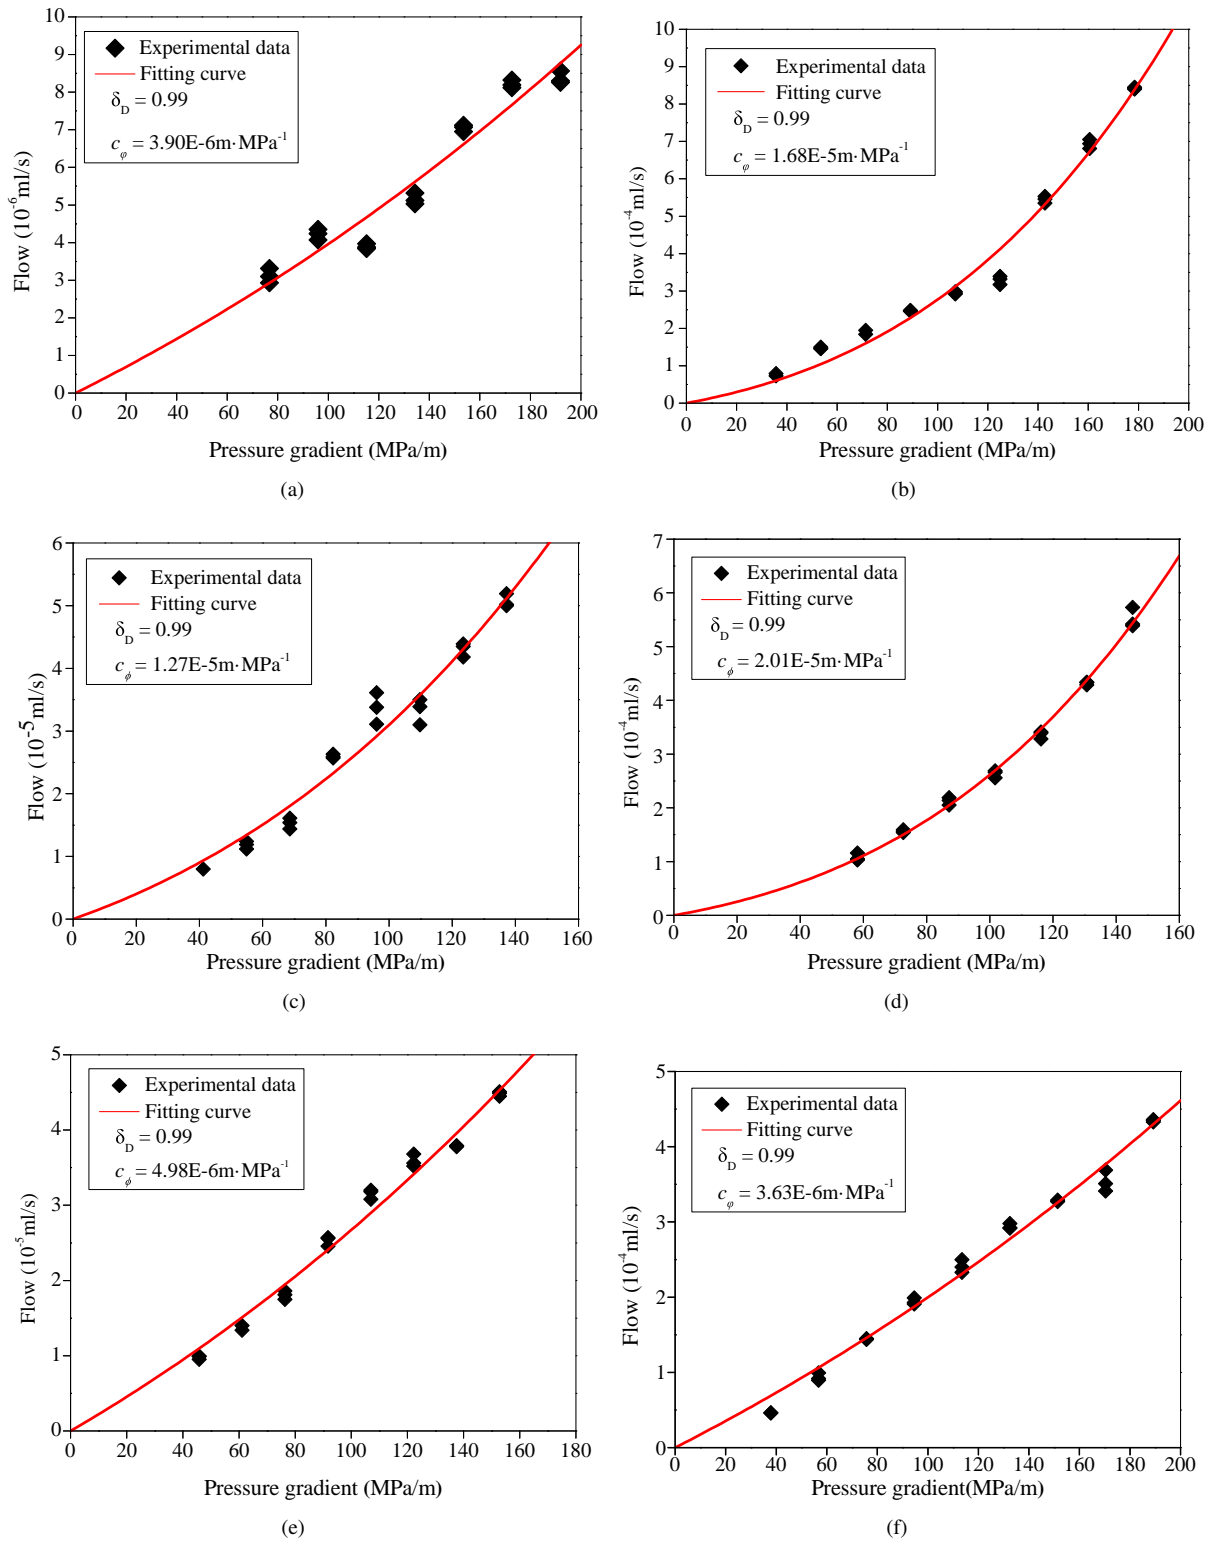 10
9
8
7
6
5
4
3
2
1
0
Flow (10⁻⁶ml/s)
Experimental data
Fitting curve
δ_D = 0.99
c_φ = 3.90E-6m·MPa⁻¹
0 20 40 60 80 100 120 140 160 180 200
Pressure gradient (MPa/m)
(a)
10
9
8
7
6
5
4
3
2
1
0
Flow (10⁻⁴ml/s)
Experimental data
Fitting curve
δ_D = 0.99
c_φ = 1.68E-5m·MPa⁻¹
0 20 40 60 80 100 120 140 160 180 200
Pressure gradient (MPa/m)
(b)
6
5
4
3
2
1
0
Flow (10⁻⁵ml/s)
Experimental data
Fitting curve
δ_D = 0.99
c_ϕ = 1.27E-5m·MPa⁻¹
0 20 40 60 80 100 120 140 160
Pressure gradient (MPa/m)
(c)
7
6
5
4
3
2
1
0
Flow (10⁻⁴ml/s)
Experimental data
Fitting curve
δ_D = 0.99
c_ϕ = 2.01E-5m·MPa⁻¹
0 20 40 60 80 100 120 140 160
Pressure gradient (MPa/m)
(d)
5
4
3
2
1
0
Flow (10⁻⁵ml/s)
Experimental data
Fitting curve
δ_D = 0.99
c_ϕ = 4.98E-6m·MPa⁻¹
0 20 40 60 80 100 120 140 160 180
Pressure gradient (MPa/m)
(e)
5
4
3
2
1
0
Flow (10⁻⁴ml/s)
Experimental data
Fitting curve
δ_D = 0.99
c_φ = 3.63E-6m·MPa⁻¹
0 20 40 60 80 100 120 140 160 180 200
Pressure gradient(MPa/m)
(f)